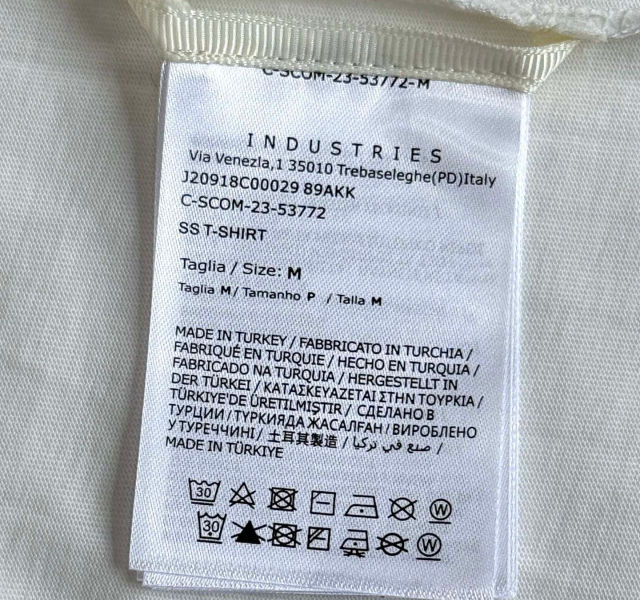 C-SCOM-23-53772-M
INDUSTRIES
Via Venezla,1 35010 Trebaseleghe(PD)Italy
J20918C00029 89AKK
C-SCOM-23-53772
SS T-SHIRT
Taglia / Size: M
Taglia M / Tamanho P / Talla M
MADE IN TURKEY / FABBRICATO IN TURCHIA /
FABRIQUÉ EN TURQUIE / HECHO EN TURQUIA /
FABRICADO NA TURQUIA / HERGESTELLT IN
DER TÜRKEI / ΚΑΤΑΣΚΕΥΑΖΕΤΑΙ ΣΤΗΝ ΤΟΥΡΚΙΑ /
TÜRKIYE'DE ÜRETILMIŞTIR / СДЕЛАНО В
ТУРЦИИ / ТҮРКИЯДА ЖАСАЛҒАН / ВИРОБЛЕНО
У ТУРЕЧЧИНІ / 土耳其製造 / صنع في تركيا /
MADE IN TÜRKİYE
30 W
30 W